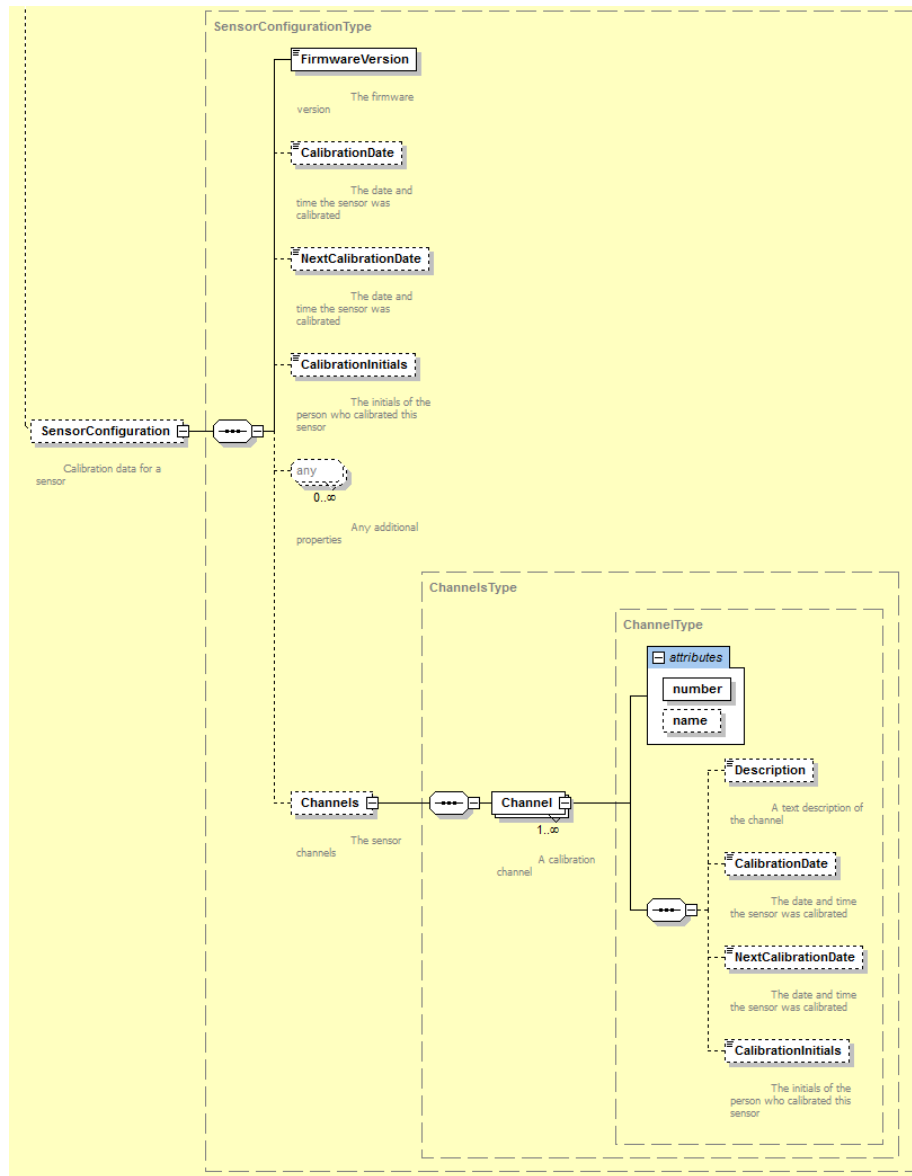 SensorConfigurationType
FirmwareVersion
The firmware
version
CalibrationDate
The date and
time the sensor was
calibrated
NextCalibrationDate
The date and
time the sensor was
calibrated
CalibrationInitials
The initials of the
person who calibrated this
sensor
SensorConfiguration
Calibration data for a
sensor
any
0..∞
Any additional
properties
ChannelsType
ChannelType
attributes
number
name
Channels
The sensor
channels
Channel
1..∞
A calibration
channel
Description
A text description of
the channel
CalibrationDate
The date and time
the sensor was calibrated
NextCalibrationDate
The date and time
the sensor was calibrated
CalibrationInitials
The initials of the
person who calibrated this
sensor